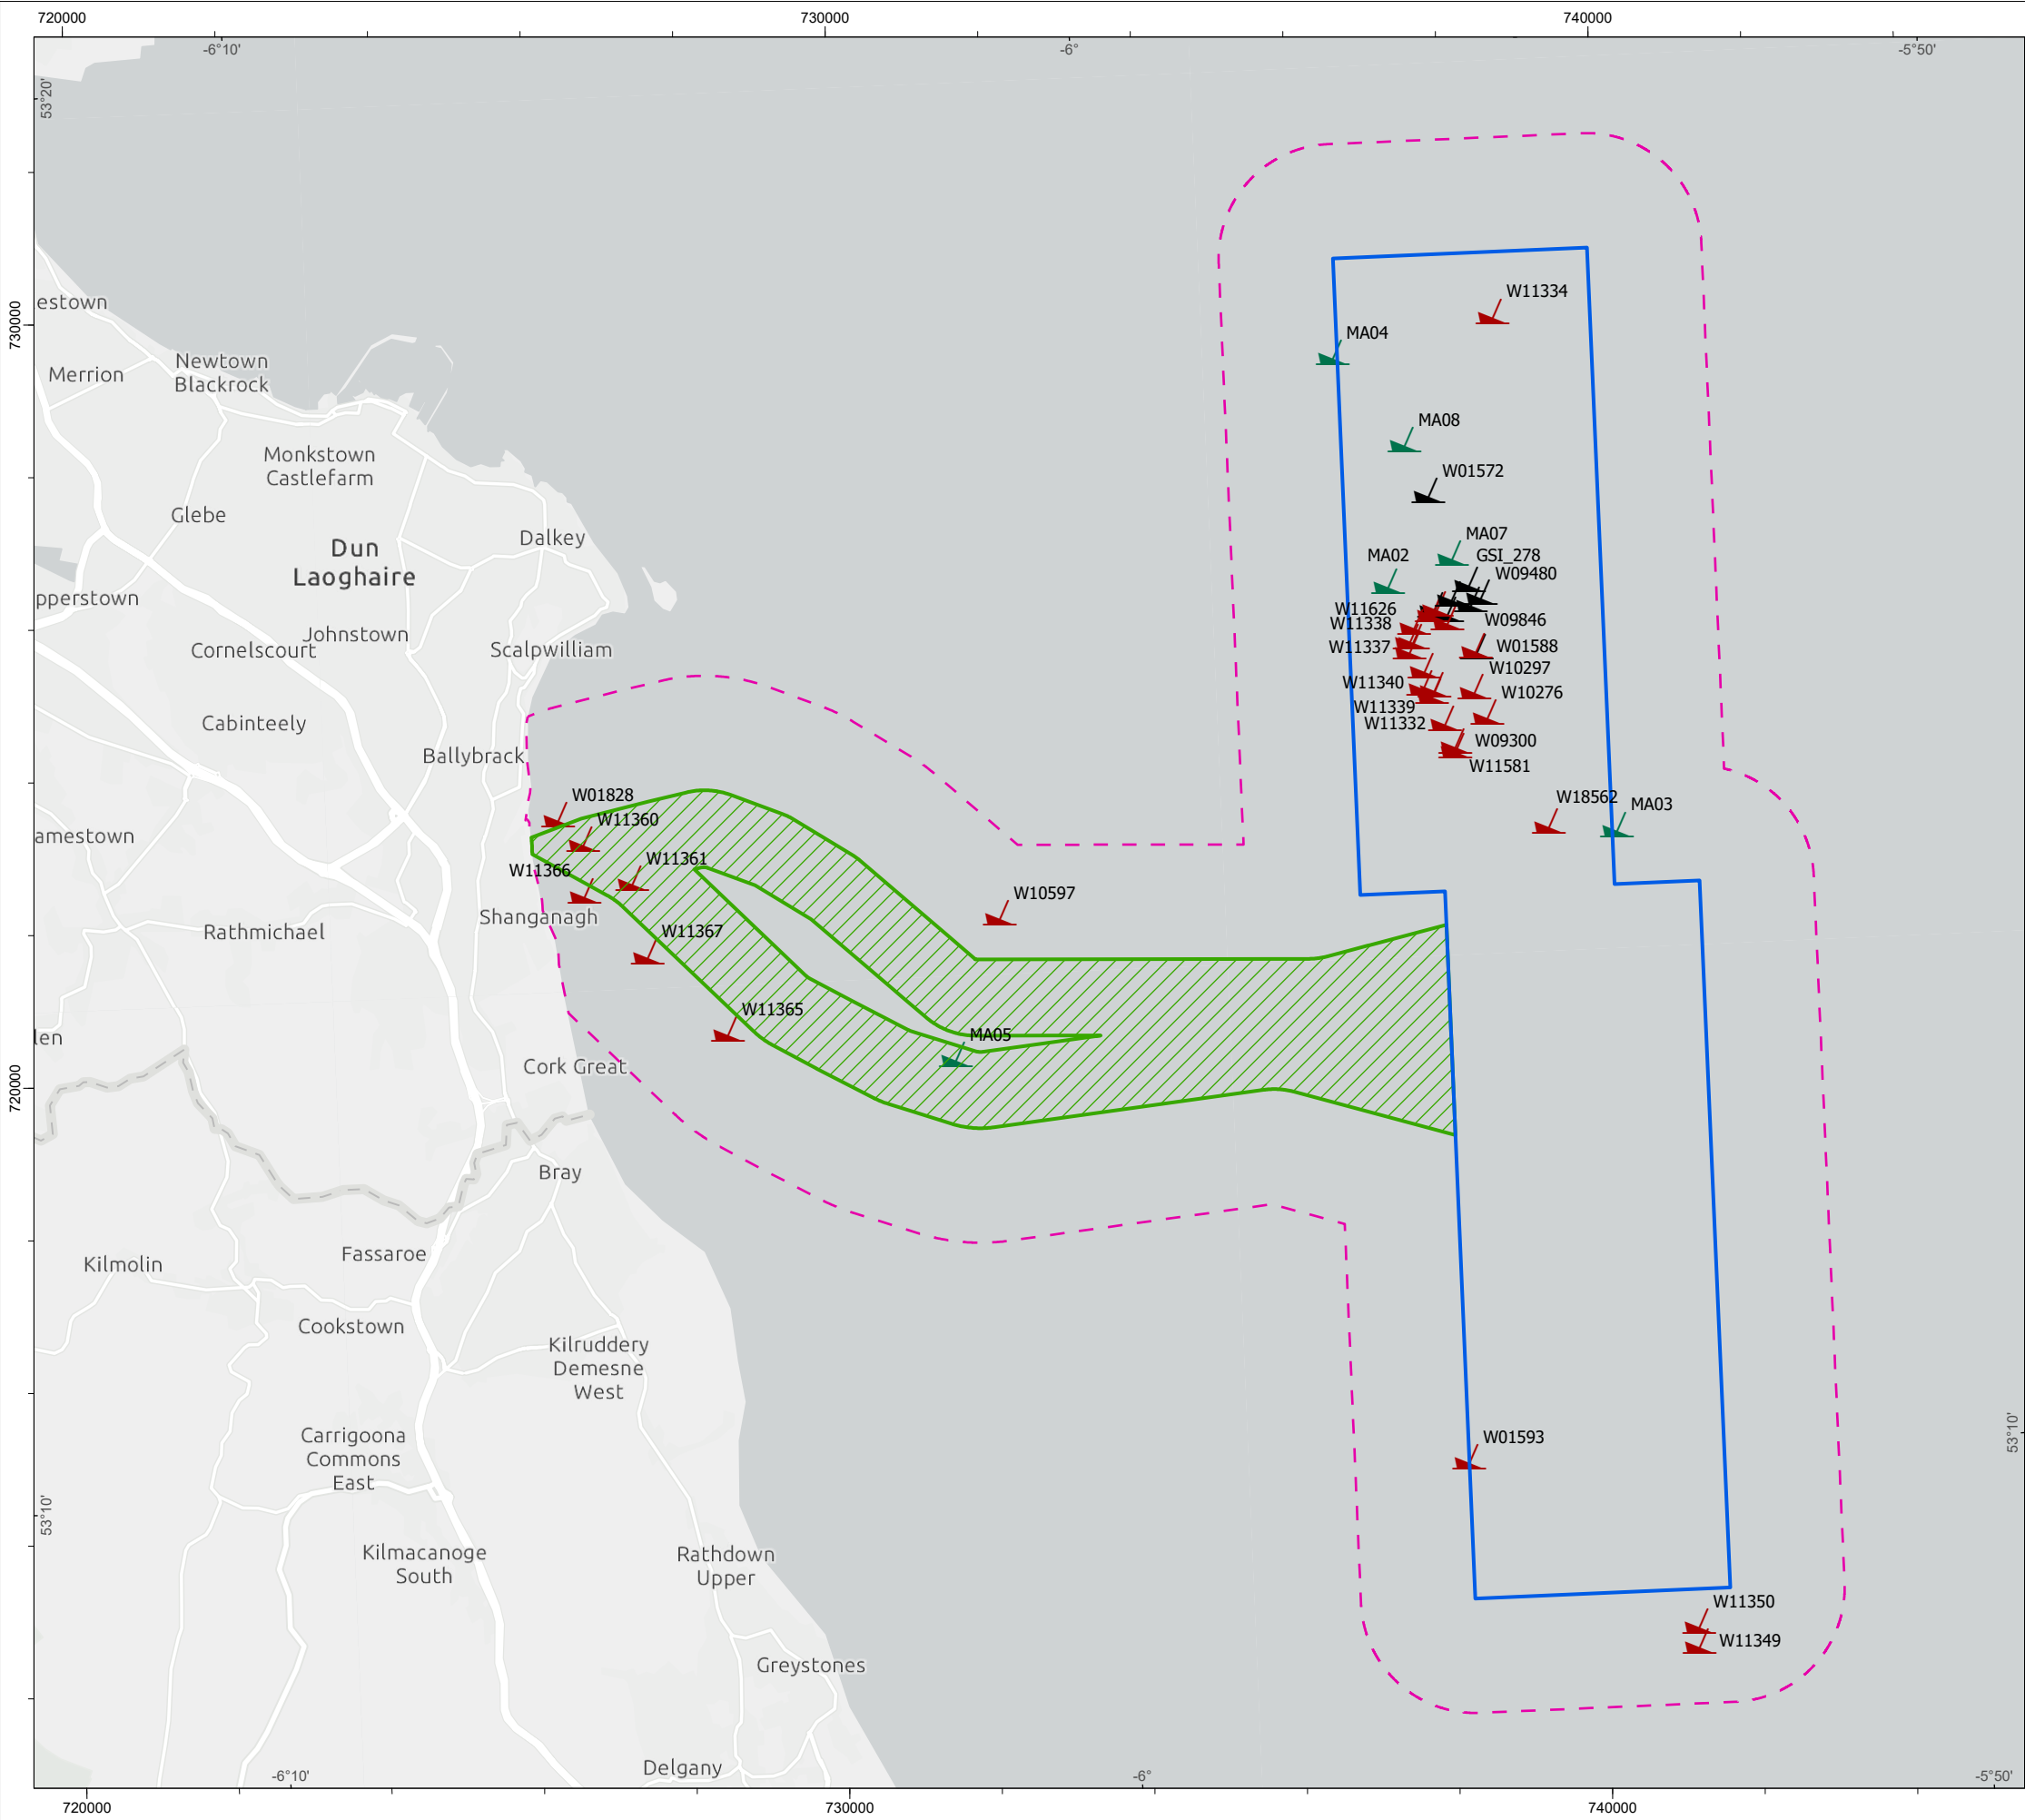 720000
730000
740000
-6°10'
-6°
-5°50'
53°20'
estown
W11334
730000
MA04
Newtown
Blackrock
Merrion
MA08
Monkstown
Castlefarm
W01572
Glebe
Dalkey
MA07
Dun
Laoghaire
MA02
GSI_278
W09480
pperstown
W11626
W11338
W09846
Johnstown
Cornelscourt
Scalpwilliam
W11337
W01588
W10297
W11340
W10276
W11339
W11332
Cabinteely
W09300
Ballybrack
W11581
W01828
W18562
MA03
W11360
amestown
W11361
W11366
W10597
Shanganagh
Rathmichael
W11367
W11365
len
MA05
Cork Great
720000
Bray
Fassaroe
Kilmolin
Cookstown
Kilruddery
Demesne
West
Carrigoona
Commons
East
W01593
53°10'
53°10'
Kilmacanoge
South
Rathdown
Upper
W11350
W11349
Greystones
Delgany
-6°10'
-6°
-5°50'
720000
730000
740000